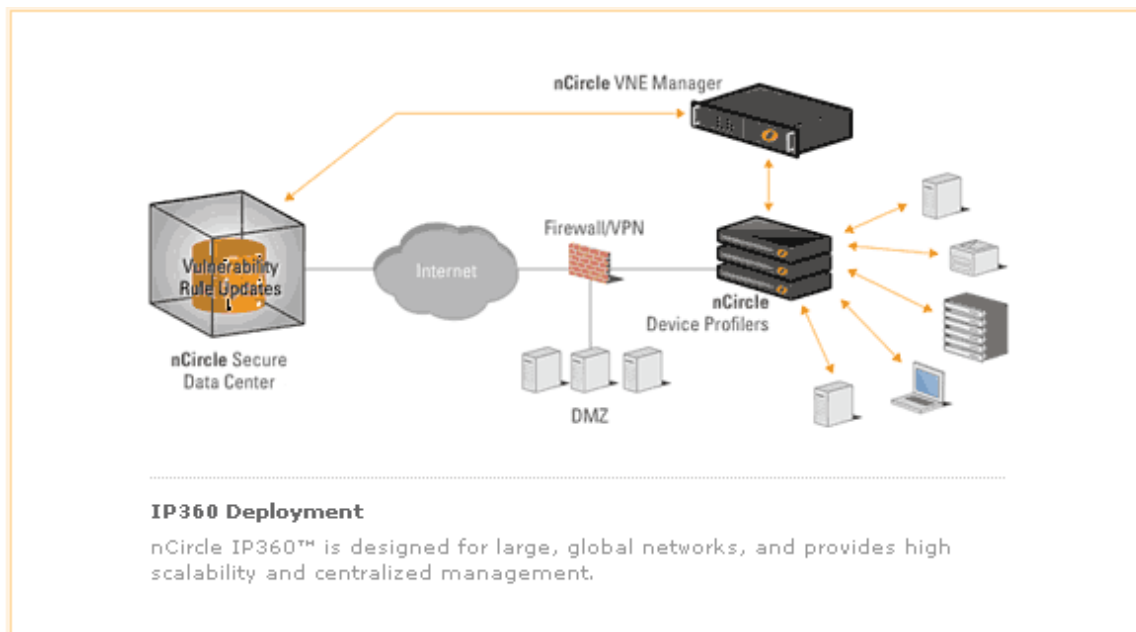 nCircle VNE Manager
Firewall/VPN
Internet
Vulnerability
Rule Updates
nCircle
Device Profilers
nCircle Secure
Data Center
DMZ
IP360 Deployment
nCircle IP360™ is designed for large, global networks, and provides high
scalability and centralized management.